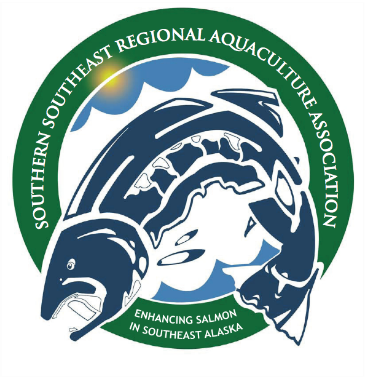 SOUTHERN SOUTHEAST REGIONAL AQUACULTURE ASSOCIATION
ENHANCING SALMON
IN SOUTHEAST ALASKA